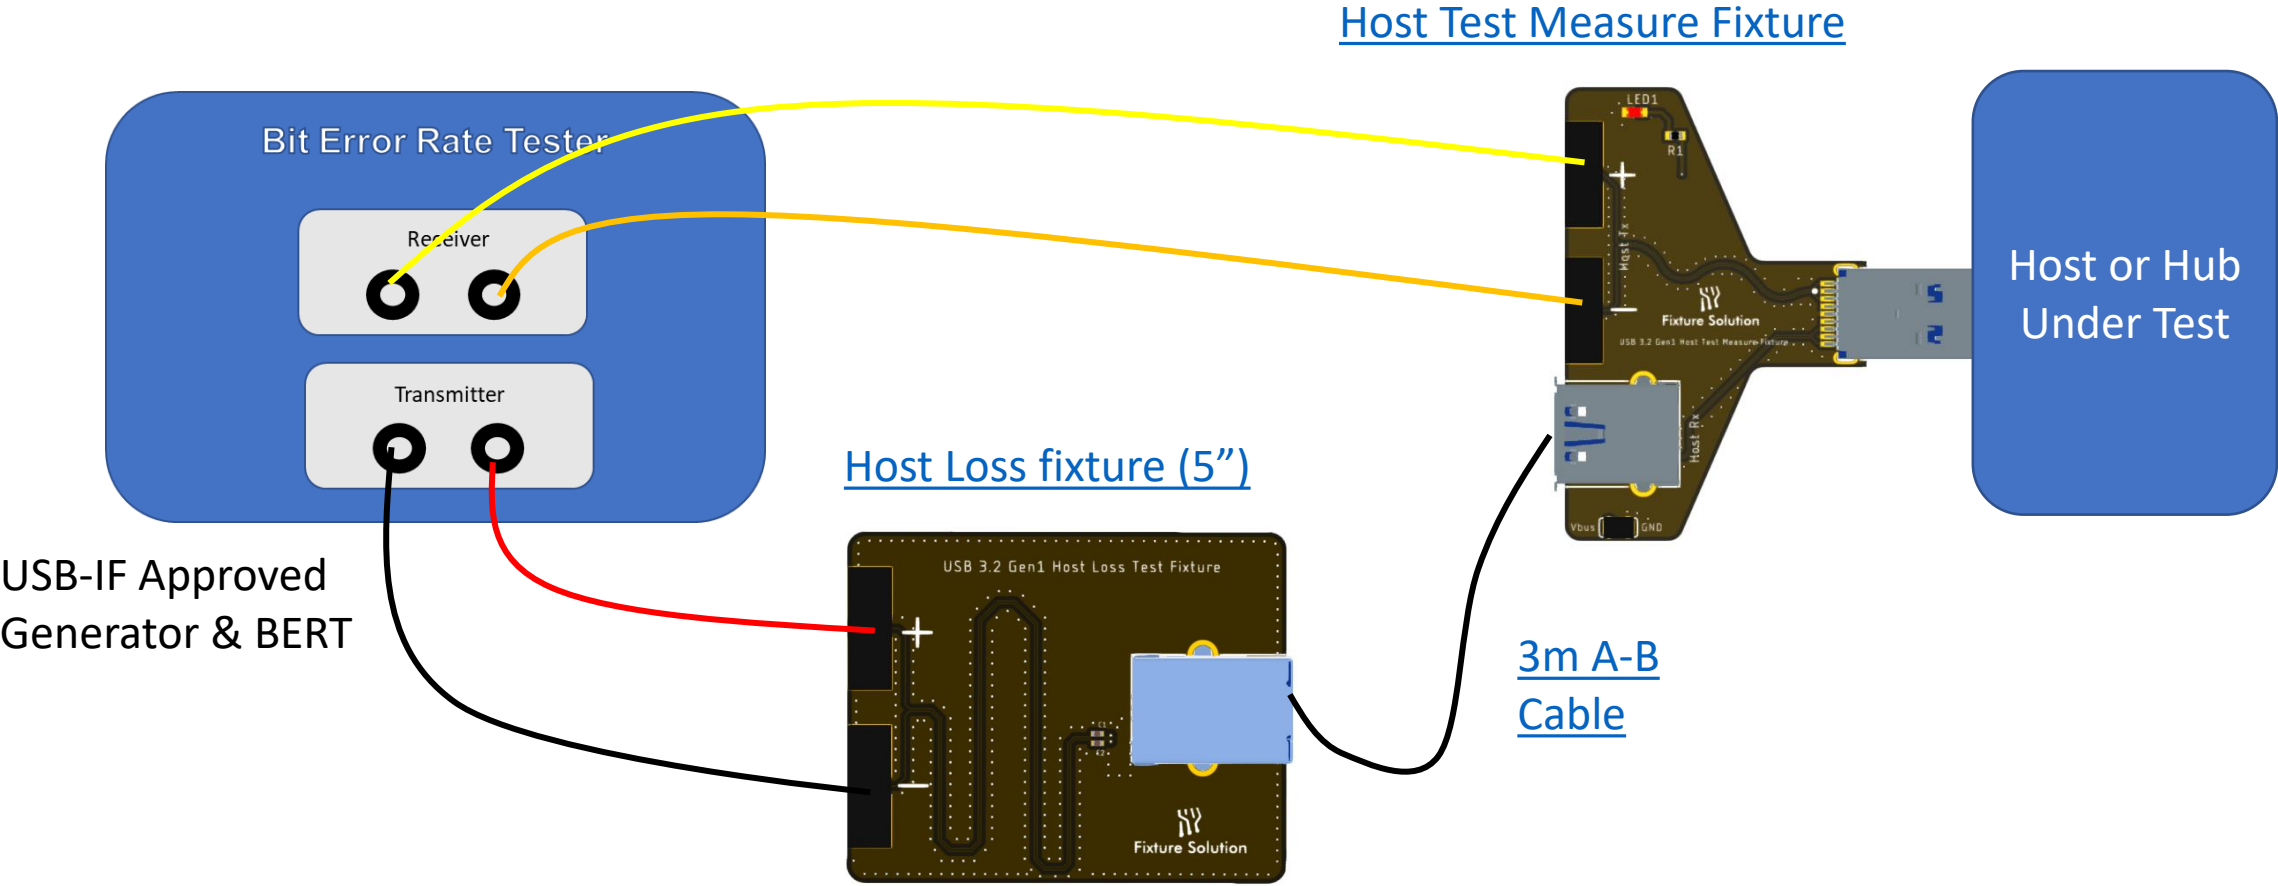 Host Test Measure Fixture
Bit Error Rate Tester
Receiver
Transmitter
USB-IF Approved
Generator & BERT
Host Loss fixture (5”)
USB 3.2 Gen1 Host Loss Test Fixture
+
−
C1
C2
Fixture Solution
3m A-B
Cable
LED1
R1
+
Host Tx
−
Fixture Solution
USB 3.2 Gen1 Host Test Measure Fixture
Host Rx
Vbus
GND
Host or Hub
Under Test